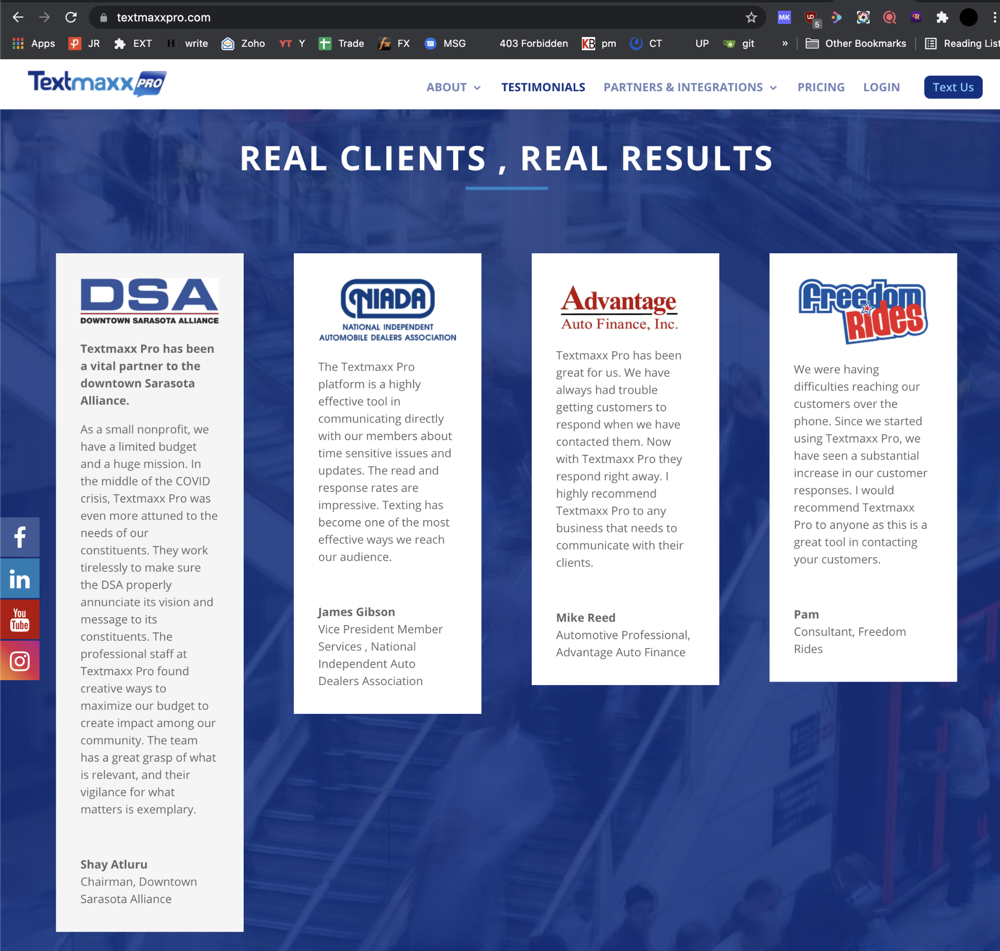 textmaxxpro.com
MK
5
Apps
JR
EXT
H write
Zoho
YT Y
Trade
fx FX
MSG
403 Forbidden
KB pm
CT
UP
git
»
Other Bookmarks
Reading List
Textmaxx PRO
ABOUT
TESTIMONIALS
PARTNERS & INTEGRATIONS
PRICING
LOGIN
Text Us
REAL CLIENTS , REAL RESULTS
DSA
DOWNTOWN SARASOTA ALLIANCE
Textmaxx Pro has been
a vital partner to the
downtown Sarasota
Alliance.
As a small nonprofit, we
have a limited budget
and a huge mission. In
the middle of the COVID
crisis, Textmaxx Pro was
even more attuned to the
needs of our
constituents. They work
tirelessly to make sure
the DSA properly
annunciate its vision and
message to its
constituents. The
professional staff at
Textmaxx Pro found
creative ways to
maximize our budget to
create impact among our
community. The team
has a great grasp of what
is relevant, and their
vigilance for what
matters is exemplary.
Shay Atluru
Chairman, Downtown
Sarasota Alliance
NIADA
NATIONAL INDEPENDENT
AUTOMOBILE DEALERS ASSOCIATION
The Textmaxx Pro
platform is a highly
effective tool in
communicating directly
with our members about
time sensitive issues and
updates. The read and
response rates are
impressive. Texting has
become one of the most
effective ways we reach
our audience.
James Gibson
Vice President Member
Services , National
Independent Auto
Dealers Association
Advantage
Auto Finance, Inc.
Textmaxx Pro has been
great for us. We have
always had trouble
getting customers to
respond when we have
contacted them. Now
with Textmaxx Pro they
respond right away. I
highly recommend
Textmaxx Pro to any
business that needs to
communicate with their
clients.
Mike Reed
Automotive Professional,
Advantage Auto Finance
Freedom
Rides
We were having
difficulties reaching our
customers over the
phone. Since we started
using Textmaxx Pro, we
have seen a substantial
increase in our customer
responses. I would
recommend Textmaxx
Pro to anyone as this is a
great tool in contacting
your customers.
Pam
Consultant, Freedom
Rides
f
in
You
Tube